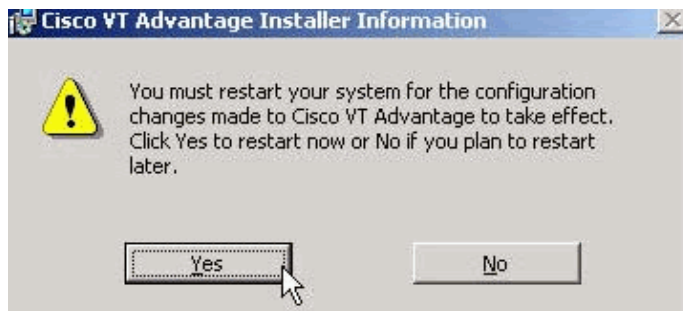 Cisco VT Advantage Installer Information
You must restart your system for the configuration
changes made to Cisco VT Advantage to take effect.
Click Yes to restart now or No if you plan to restart
later.
Yes
No